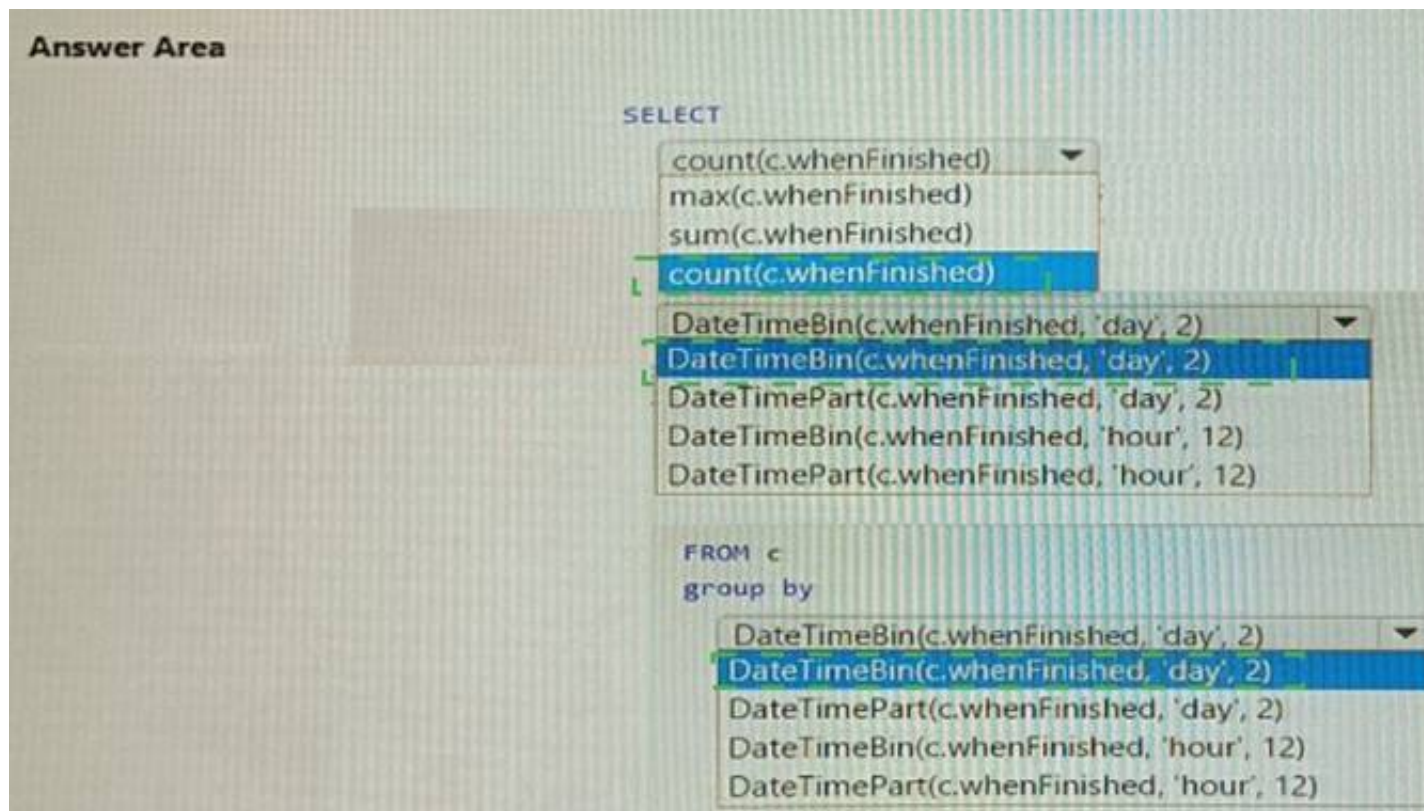 Answer Area
SELECT
count(c.whenFinished)
max(c.whenFinished)
sum(c.whenFinished)
count(c.whenFinished)
DateTimeBin(c.whenFinished, 'day', 2)
DateTimeBin(c.whenFinished, 'day', 2)
DateTimePart(c.whenFinished, 'day', 2)
DateTimeBin(c.whenFinished, 'hour', 12)
DateTimePart(c.whenFinished, 'hour', 12)
FROM c
group by
DateTimeBin(c.whenFinished, 'day', 2)
DateTimeBin(c.whenFinished, 'day', 2)
DateTimePart(c.whenFinished, 'day', 2)
DateTimeBin(c.whenFinished, 'hour', 12)
DateTimePart(c.whenFinished, 'hour', 12)